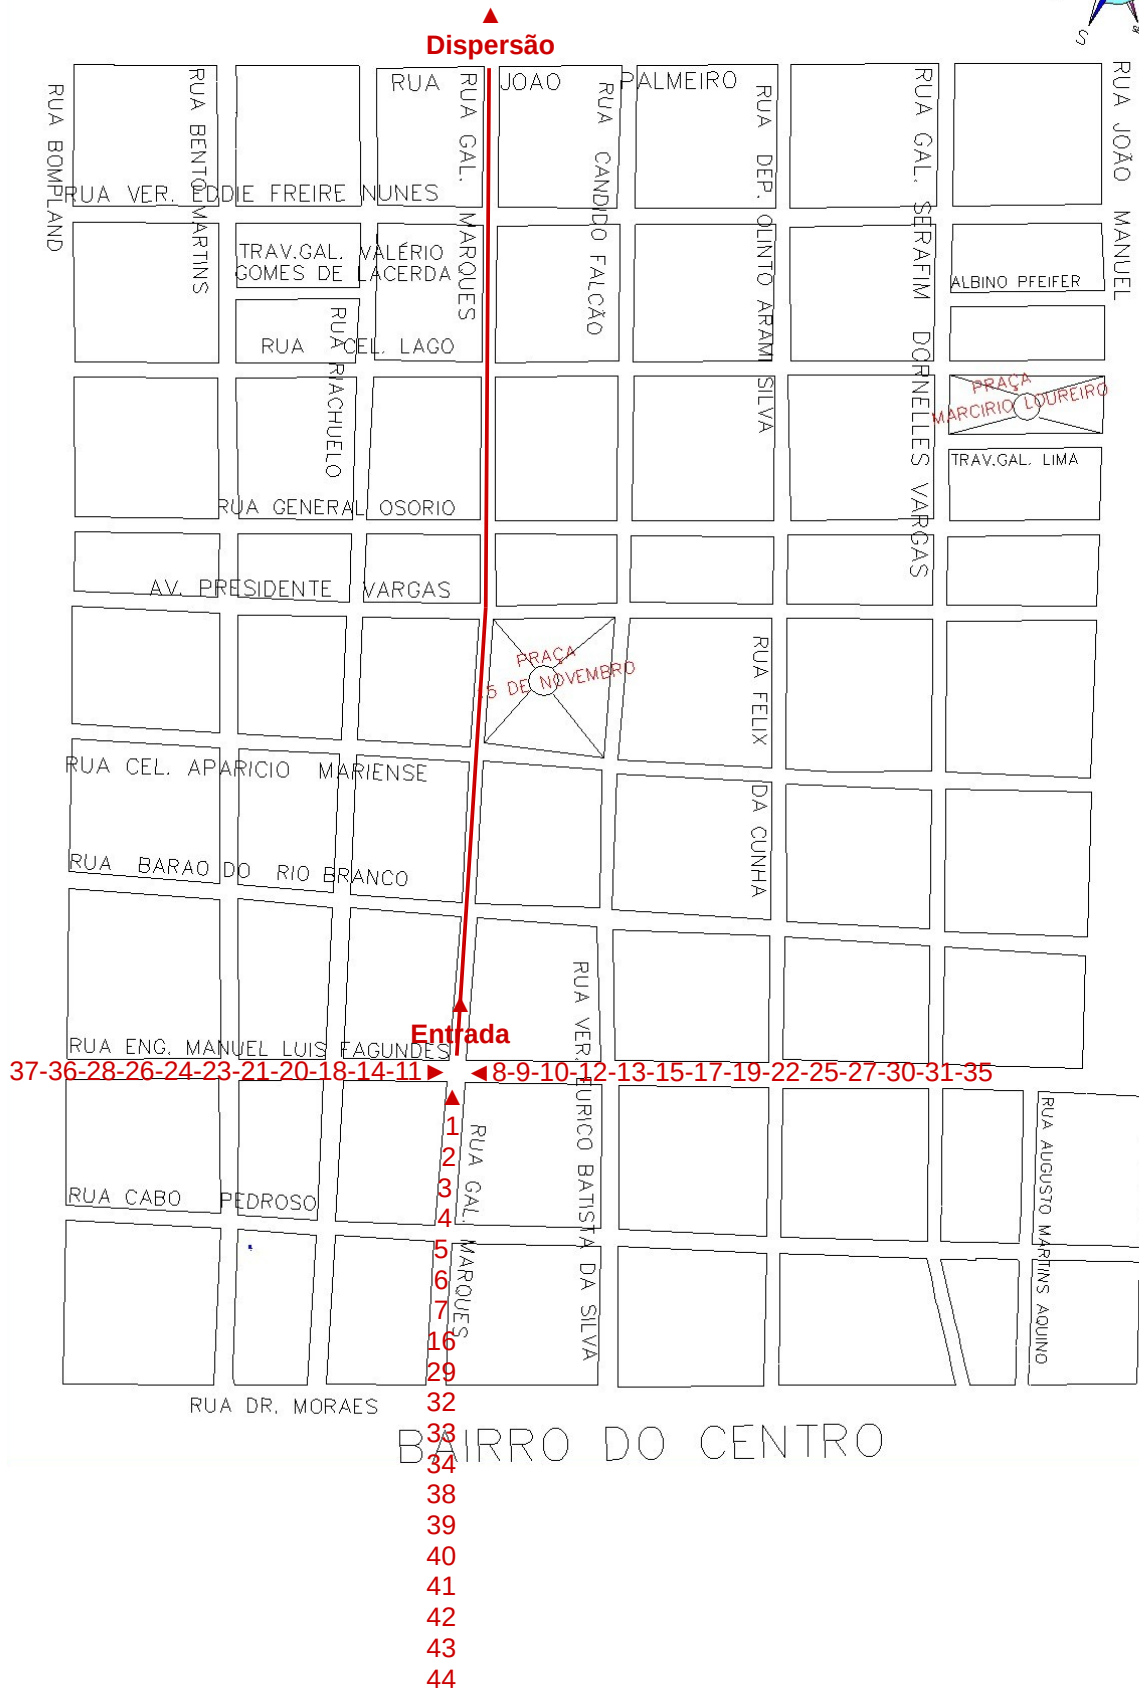 Dispersão
S
RUA JOAO PALMEIRO
RUA BOMPLAND
RUA BENTO MARTINS
RUA GAL. MARQUES
RUA CANDIDO FALCÃO
RUA DEP. OLINTO ARAMI SILVA
RUA GAL. SERAFIM DORNELLES VARGAS
RUA JOÃO MANUEL
RUA VER. EDDIE FREIRE NUNES
TRAV.GAL. VALÉRIO
GOMES DE LACERDA
ALBINO PFEIFER
RUA RIACHUELO
RUA CEL. LAGO
PRAÇA
MARCIRIO LOUREIRO
TRAV.GAL. LIMA
RUA GENERAL OSORIO
AV. PRESIDENTE VARGAS
PRAÇA
15 DE NOVEMBRO
RUA FELIX DA CUNHA
RUA CEL. APARICIO MARIENSE
RUA BARAO DO RIO BRANCO
RUA VER. EURICO BATISTA DA SILVA
Entrada
RUA ENG. MANUEL LUIS FAGUNDES
37-36-28-26-24-23-21-20-18-14-11
8-9-10-12-13-15-17-19-22-25-27-30-31-35
RUA AUGUSTO MARTINS AQUINO
RUA GAL. MARQUES
1
2
3
RUA CABO PEDROSO
4
5
6
7
16
29
32
RUA DR. MORAES
33
BAIRRO DO CENTRO
34
38
39
40
41
42
43
44